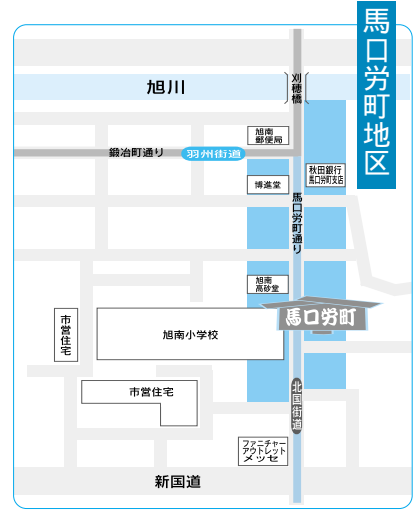 馬口労町地区
旭川
刈穂橋
旭南
郵便局
鍛冶町通り
羽州街道
秋田銀行
馬口労町支店
博進堂
馬口労町通り
旭南
高砂堂
馬口労町
市営住宅
旭南小学校
北国街道
市営住宅
ファニチャー
アウトレット
メッセ
新国道